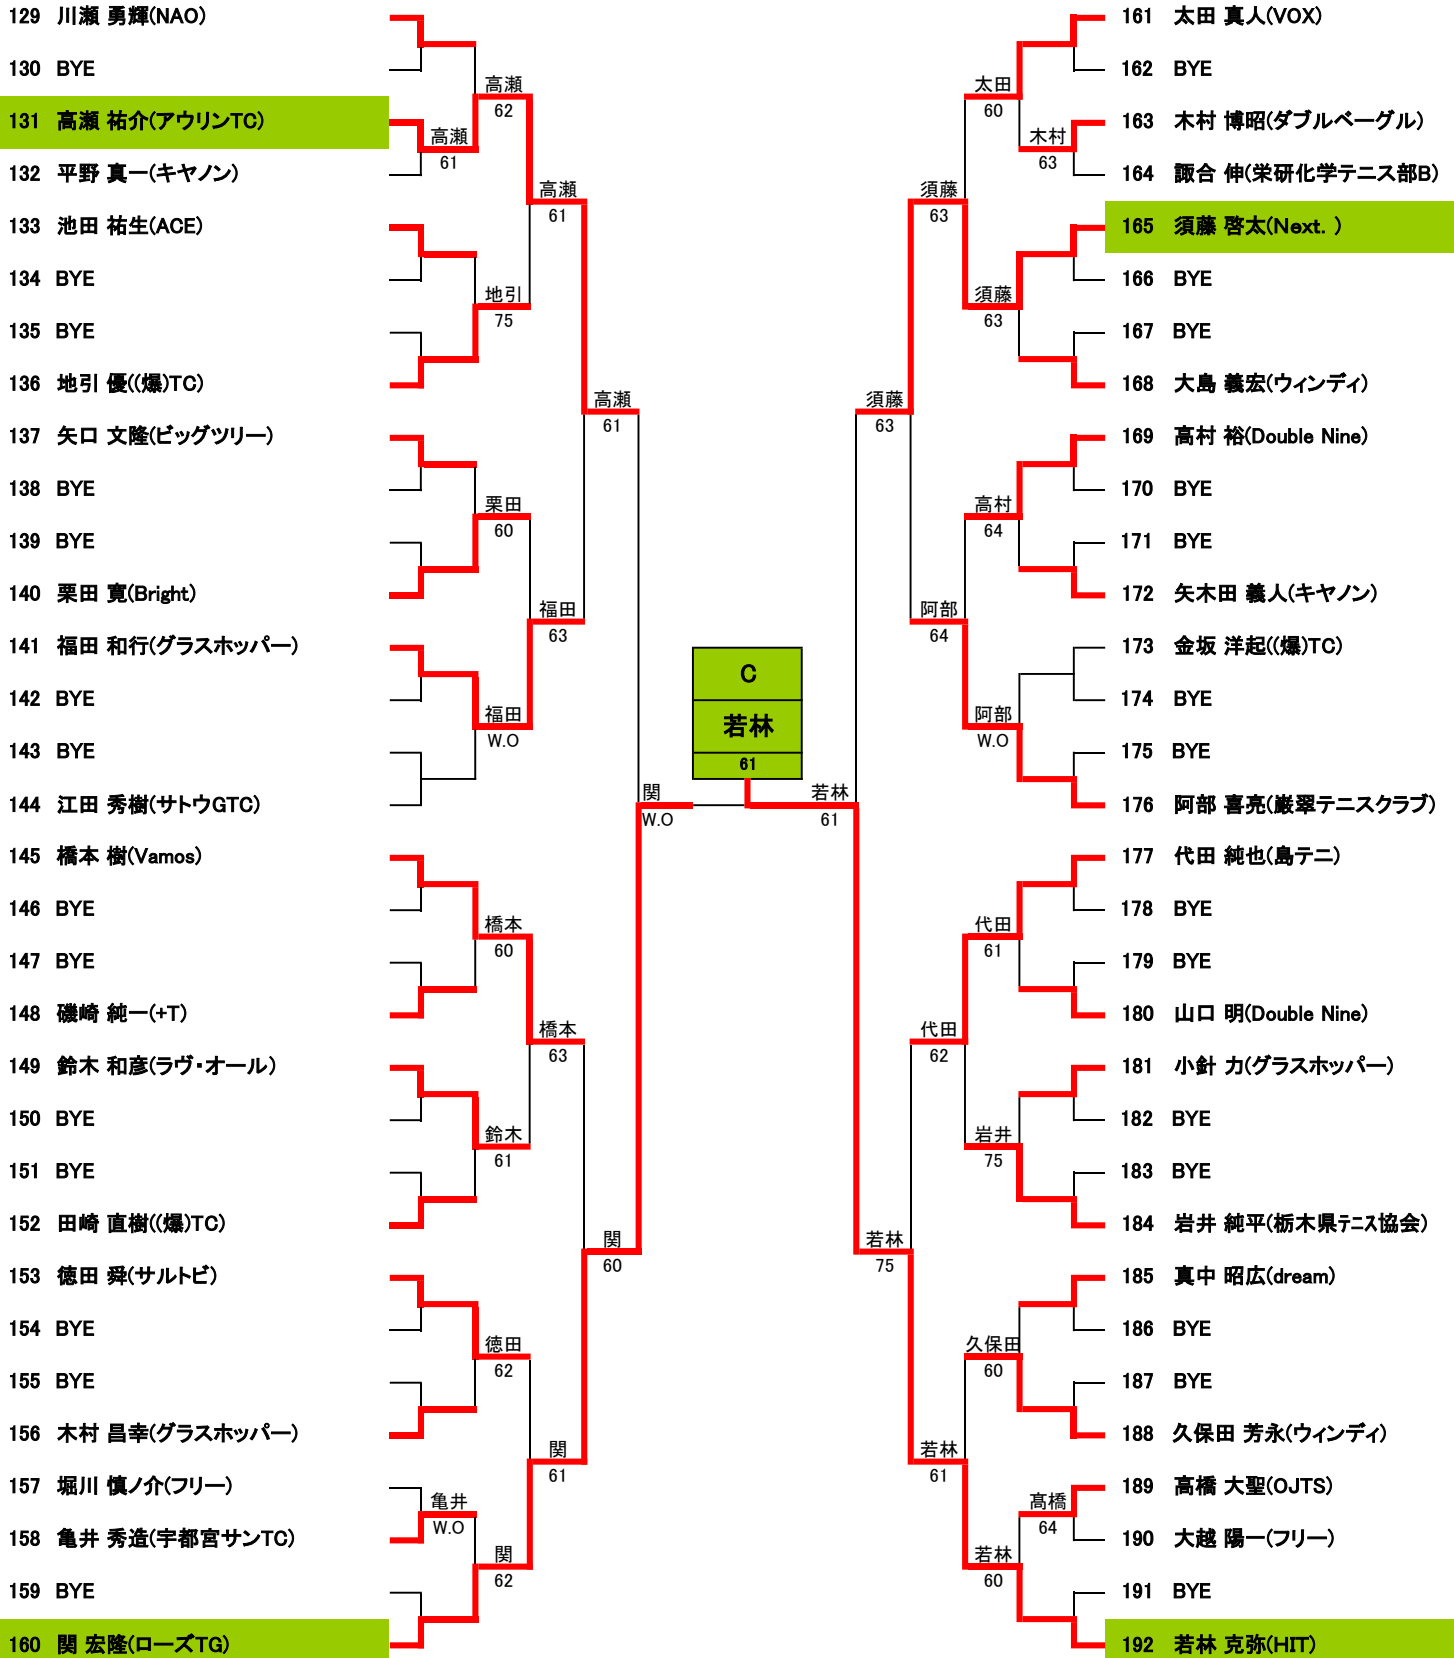 129 川瀬 勇輝(NAO)
130 BYE
131 高瀬 祐介(アウリンTC)
132 平野 真一(キヤノン)
133 池田 祐生(ACE)
134 BYE
135 BYE
136 地引 優((爆)TC)
137 矢口 文隆(ビッグツリー)
138 BYE
139 BYE
140 栗田 寛(Bright)
141 福田 和行(グラスホッパー)
142 BYE
143 BYE
144 江田 秀樹(サトウGTC)
145 橋本 樹(Vamos)
146 BYE
147 BYE
148 磯崎 純一(+T)
149 鈴木 和彦(ラヴ・オール)
150 BYE
151 BYE
152 田崎 直樹((爆)TC)
153 徳田 舜(サルトビ)
154 BYE
155 BYE
156 木村 昌幸(グラスホッパー)
157 堀川 慎ノ介(フリー)
158 亀井 秀造(宇都宮サンTC)
159 BYE
160 関 宏隆(ローズTG)
高瀬
61
亀井
W.O
高瀬
62
地引
75
栗田
60
福田
W.O
橋本
60
鈴木
61
徳田
62
関
62
高瀬
61
福田
63
橋本
63
関
61
高瀬
61
関
60
関
W.O
C
若林
61
若林
61
須藤
63
若林
75
須藤
63
阿部
64
代田
62
若林
61
太田
60
須藤
63
高村
64
阿部
W.O
代田
61
岩井
75
久保田
60
若林
60
木村
63
髙橋
64
161 太田 真人(VOX)
162 BYE
163 木村 博昭(ダブルベーグル)
164 諏合 伸(栄研化学テニス部B)
165 須藤 啓太(Next. )
166 BYE
167 BYE
168 大島 義宏(ウィンディ)
169 高村 裕(Double Nine)
170 BYE
171 BYE
172 矢木田 義人(キヤノン)
173 金坂 洋起((爆)TC)
174 BYE
175 BYE
176 阿部 喜亮(巌翠テニスクラブ)
177 代田 純也(島テニ)
178 BYE
179 BYE
180 山口 明(Double Nine)
181 小針 力(グラスホッパー)
182 BYE
183 BYE
184 岩井 純平(栃木県テニス協会)
185 真中 昭広(dream)
186 BYE
187 BYE
188 久保田 芳永(ウィンディ)
189 髙橋 大聖(OJTS)
190 大越 陽一(フリー)
191 BYE
192 若林 克弥(HIT)